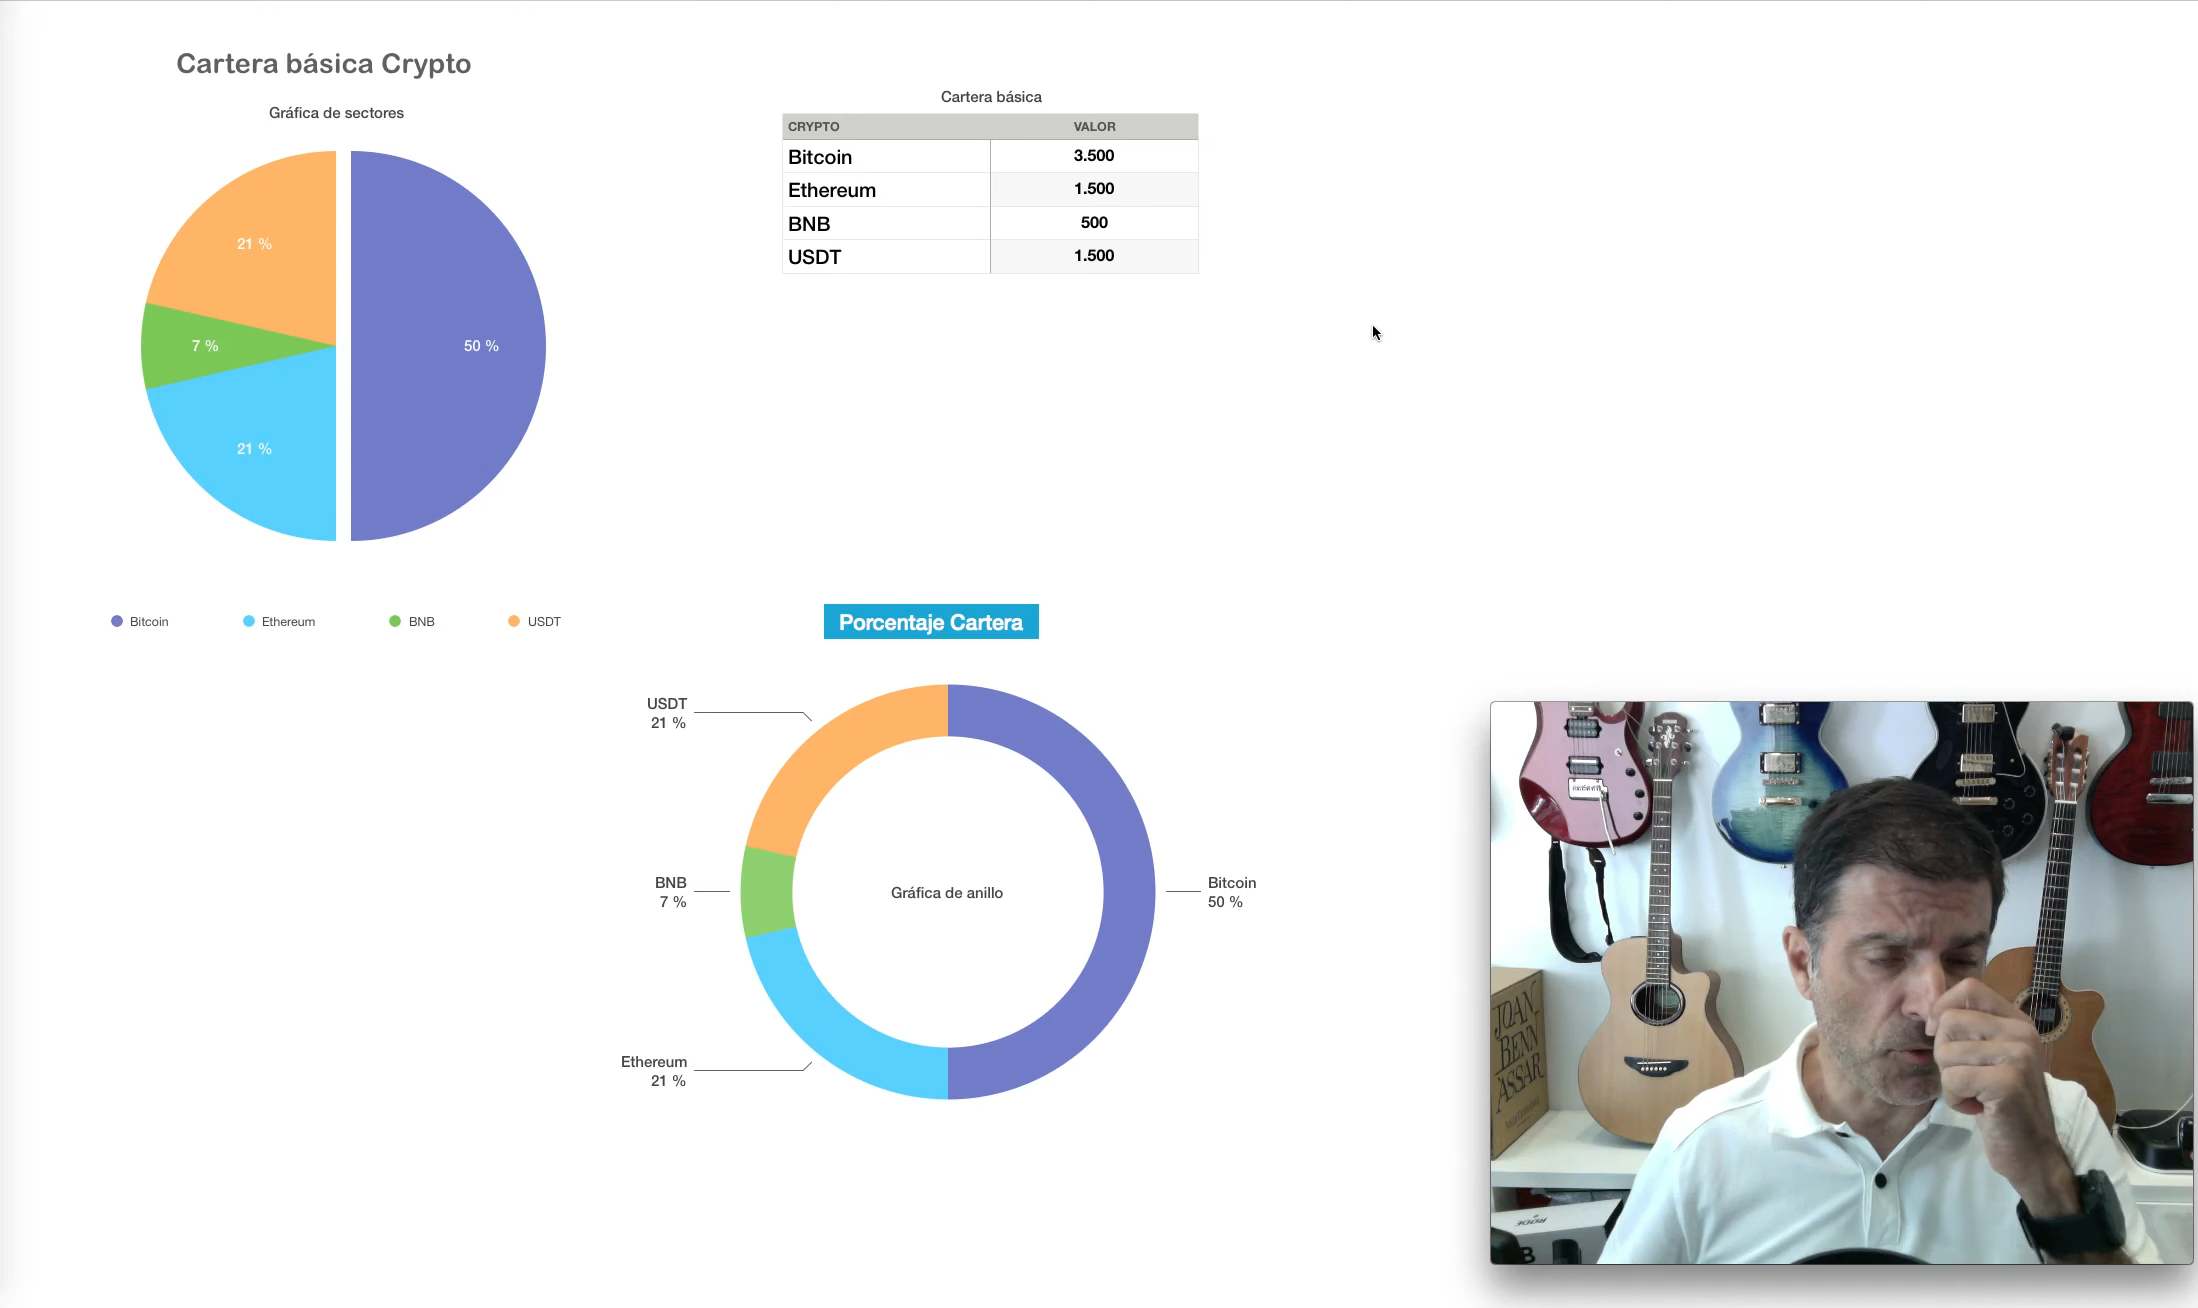 Cartera básica Crypto
Gráfica de sectores
21 %
7 %
50 %
21 %
Bitcoin
Ethereum
BNB
USDT
Cartera básica
CRYPTO VALOR
Bitcoin 3.500
Ethereum 1.500
BNB 500
USDT 1.500
Porcentaje Cartera
USDT
21 %
BNB
7 %
Gráfica de anillo
Bitcoin
50 %
Ethereum
21 %
JOAN
BENN
ASSAR
RØDE
B